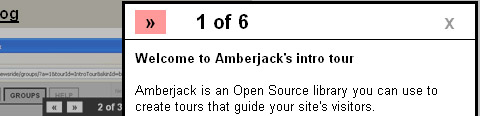 og
» 1 of 6 x
Welcome to Amberjack's intro tour
Amberjack is an Open Source library you can use to
create tours that guide your site's visitors.
GROUPS HELP
« » 2 of 3